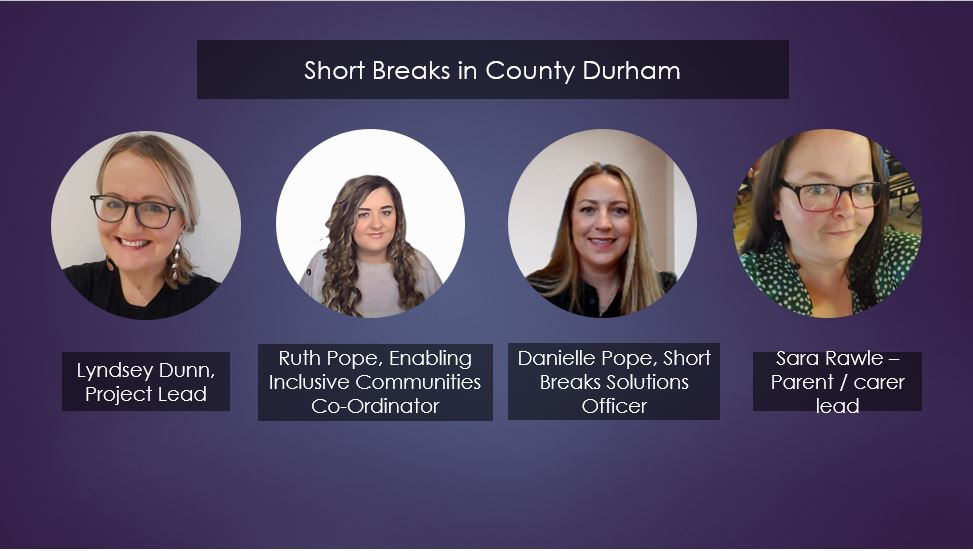 Short Breaks in County Durham
Lyndsey Dunn,
Project Lead
Ruth Pope, Enabling
Inclusive Communities
Co-Ordinator
Danielle Pope, Short
Breaks Solutions
Officer
Sara Rawle –
Parent / carer
lead